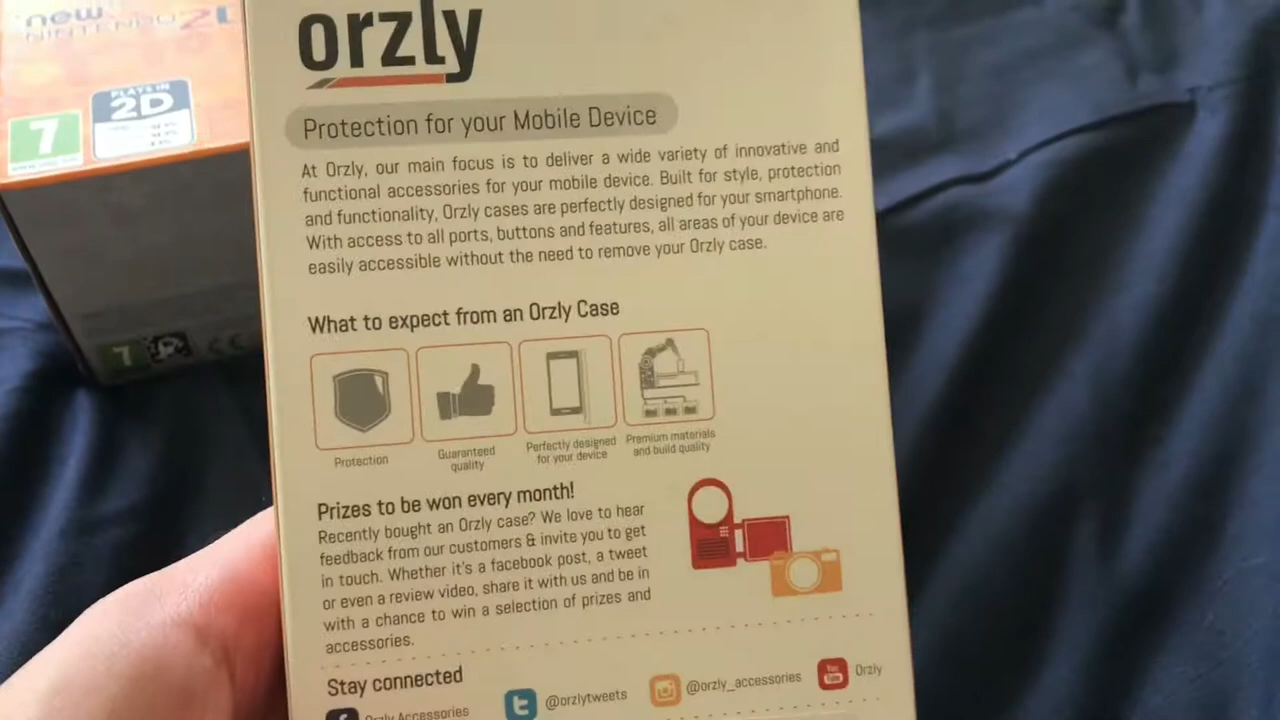 new
NINTENDO 2
PLAYS IN
2D
7
7
CE
orzly
Protection for your Mobile Device
At Orzly, our main focus is to deliver a wide variety of innovative and
functional accessories for your mobile device. Built for style, protection
and functionality, Orzly cases are perfectly designed for your smartphone.
With access to all ports, buttons and features, all areas of your device are
easily accessible without the need to remove your Orzly case.
What to expect from an Orzly Case
Protection
Guaranteed
quality
Perfectly designed
for your device
Premium materials
and build quality
Prizes to be won every month!
Recently bought an Orzly case? We love to hear
feedback from our customers & invite you to get
in touch. Whether it's a facebook post, a tweet
or even a review video, share it with us and be in
with a chance to win a selection of prizes and
accessories.
Stay connected
Orzly Accessories
@orzlytweets
@orzly_accessories
You
Tube
Orzly